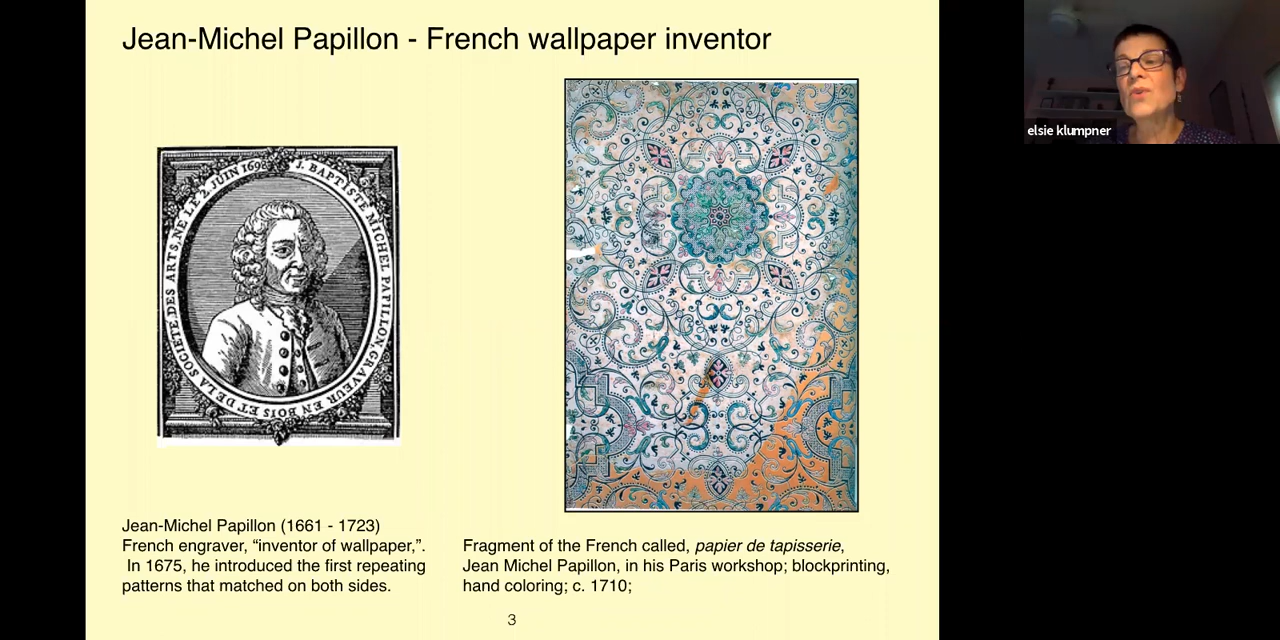 Jean-Michel Papillon - French wallpaper inventor
elsie klumpner
J. BAPTISTE MICHEL PAPILLON, GRAVEUR EN BOIS ET DE LA SOCIETE DES ARTS, NE LE 2. JUIN 1698
Jean-Michel Papillon (1661 - 1723)
French engraver, “inventor of wallpaper,”.
In 1675, he introduced the first repeating
patterns that matched on both sides.
Fragment of the French called, papier de tapisserie,
Jean Michel Papillon, in his Paris workshop; blockprinting,
hand coloring; c. 1710;
3